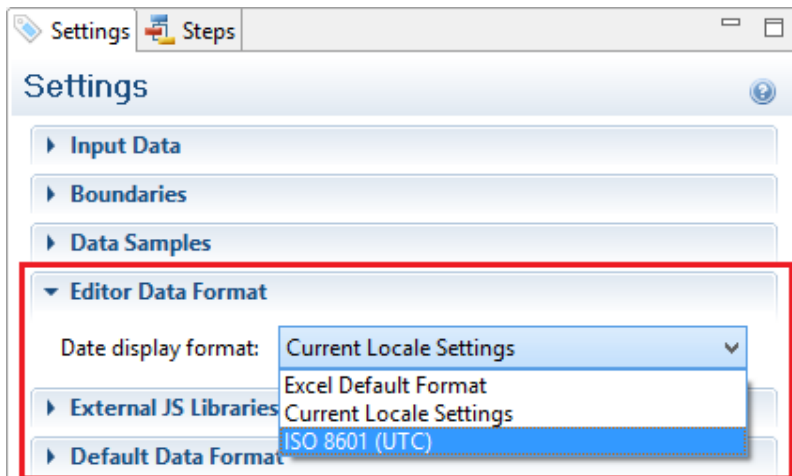 Settings Steps
Settings
Input Data
Boundaries
Data Samples
Editor Data Format
Date display format: Current Locale Settings
Excel Default Format
Current Locale Settings
External JS Libraries
ISO 8601 (UTC)
Default Data Format